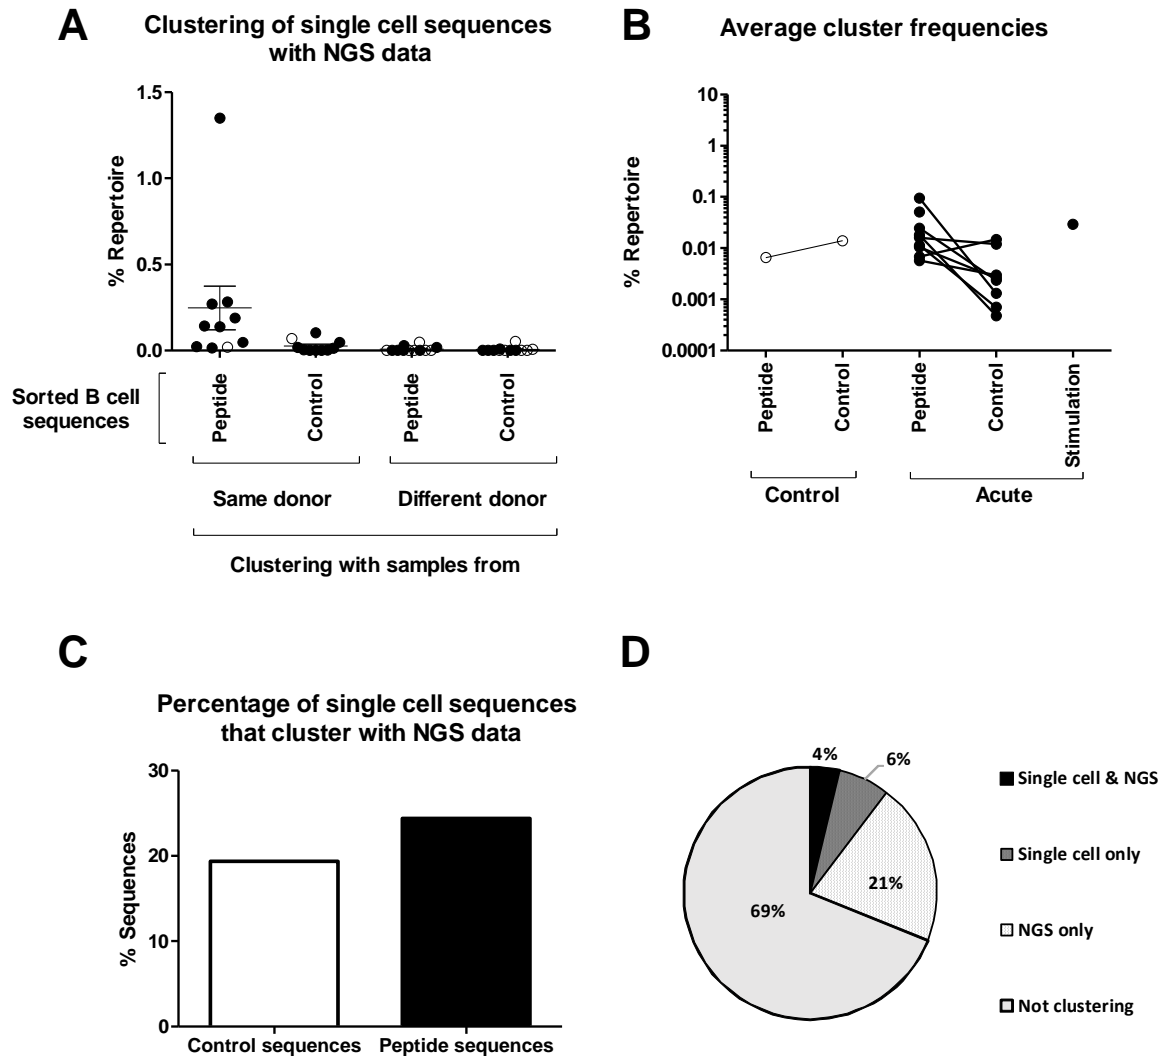 A
Clustering of single cell sequences
with NGS data
% Repertoire
1.5
1.0
0.5
0.0
Sorted B cell
sequences
Peptide
Control
Peptide
Control
Same donor
Different donor
Clustering with samples from
B
Average cluster frequencies
% Repertoire
10
1
0.1
0.01
0.001
0.0001
Peptide
Control
Peptide
Control
Stimulation
Control
Acute
C
Percentage of single cell sequences
that cluster with NGS data
% Sequences
30
20
10
0
Control sequences
Peptide sequences
D
4%
6%
21%
69%
Single cell & NGS
Single cell only
NGS only
Not clustering